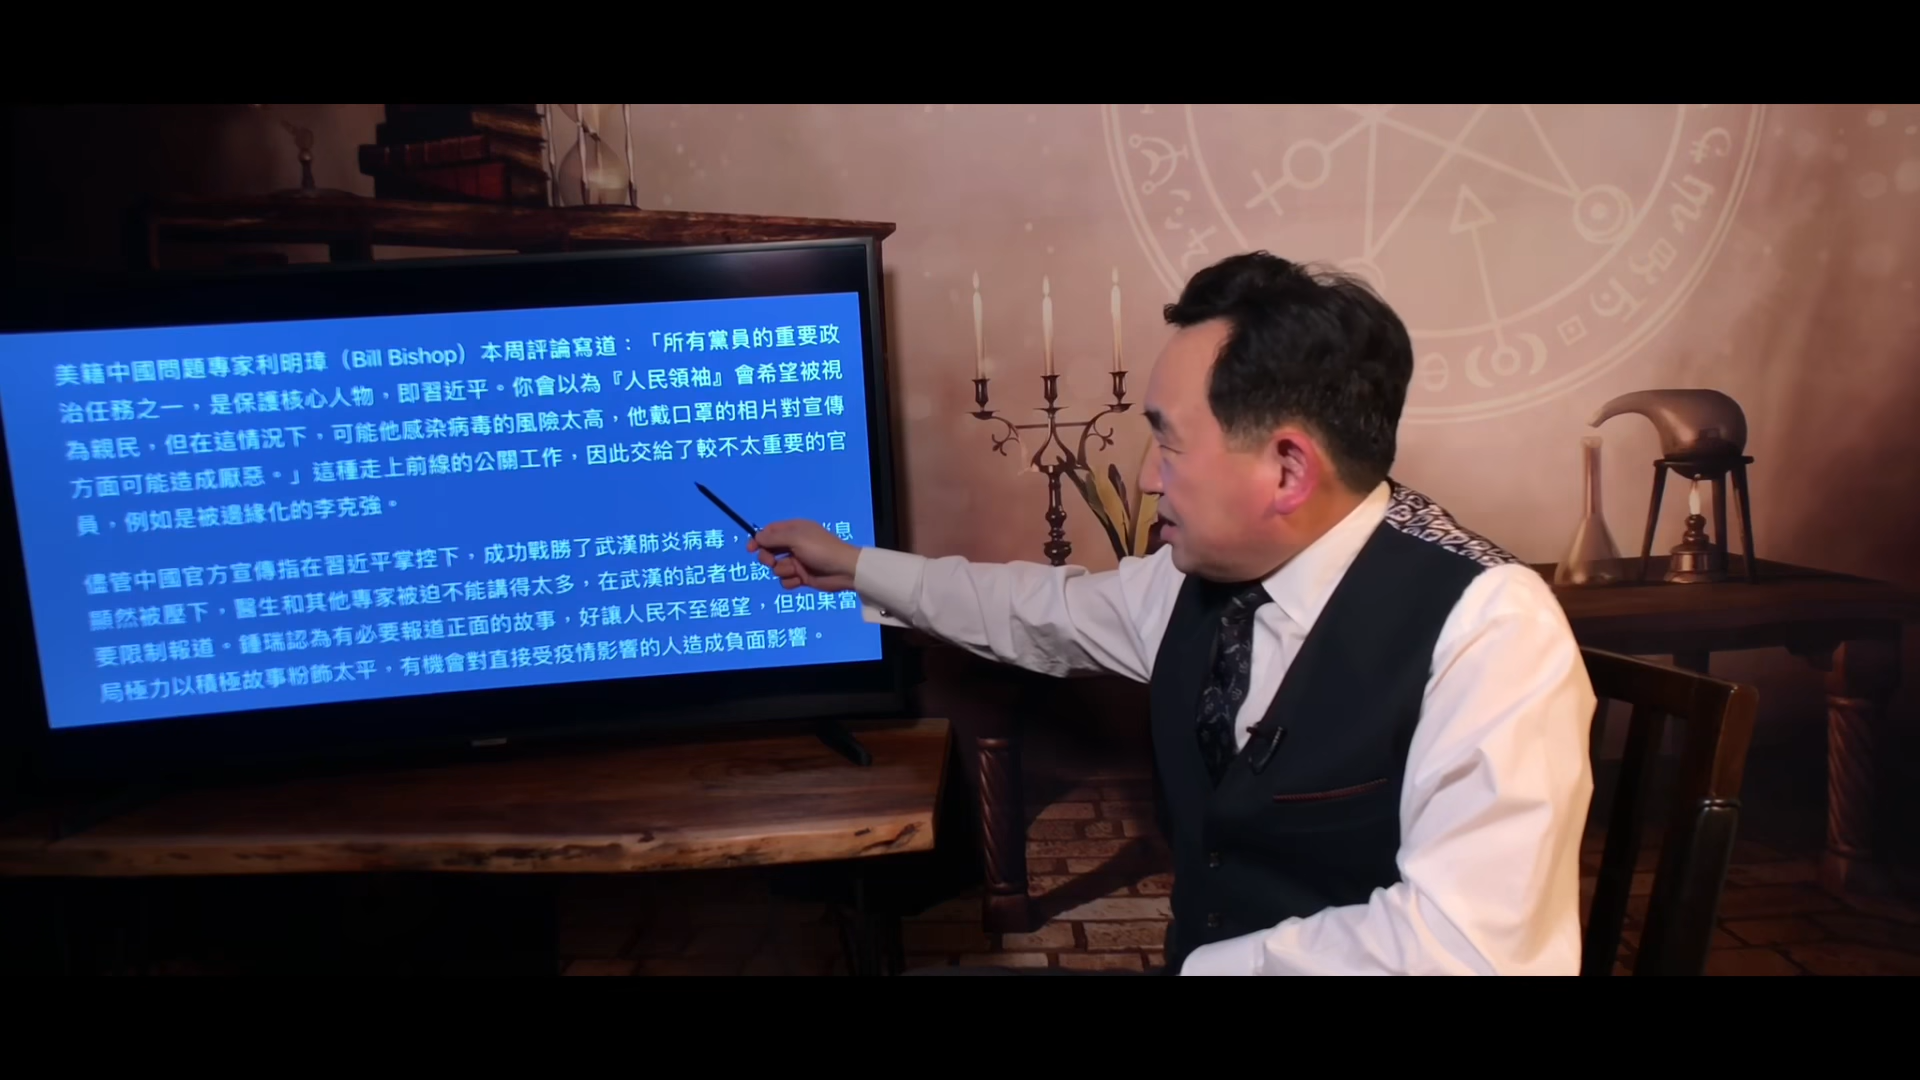 美籍中國問題專家利明璋（Bill Bishop）本周評論寫道：「所有黨員的重要政
治任務之一，是保護核心人物，即習近平。你會以為『人民領袖』會希望被視
為親民，但在這情況下，可能他感染病毒的風險太高，他戴口罩的相片對宣傳
方面可能造成厭惡。」這種走上前線的公關工作，因此交給了較不太重要的官
員，例如是被邊緣化的李克強。
儘管中國官方宣傳指在習近平掌控下，成功戰勝了武漢肺炎病毒，息
顯然被壓下，醫生和其他專家被迫不能講得太多，在武漢的記者也談
要限制報道。鍾瑞認為有必要報道正面的故事，好讓人民不至絕望，但如果當
局極力以積極故事粉飾太平，有機會對直接受疫情影響的人造成負面影響。